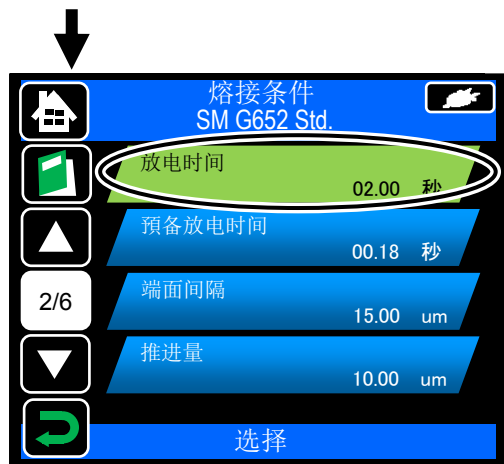 熔接条件
SM G652 Std.
放电时间
02.00 秒
预备放电时间
00.18 秒
2/6
端面间隔
15.00 um
推进量
10.00 um
选择